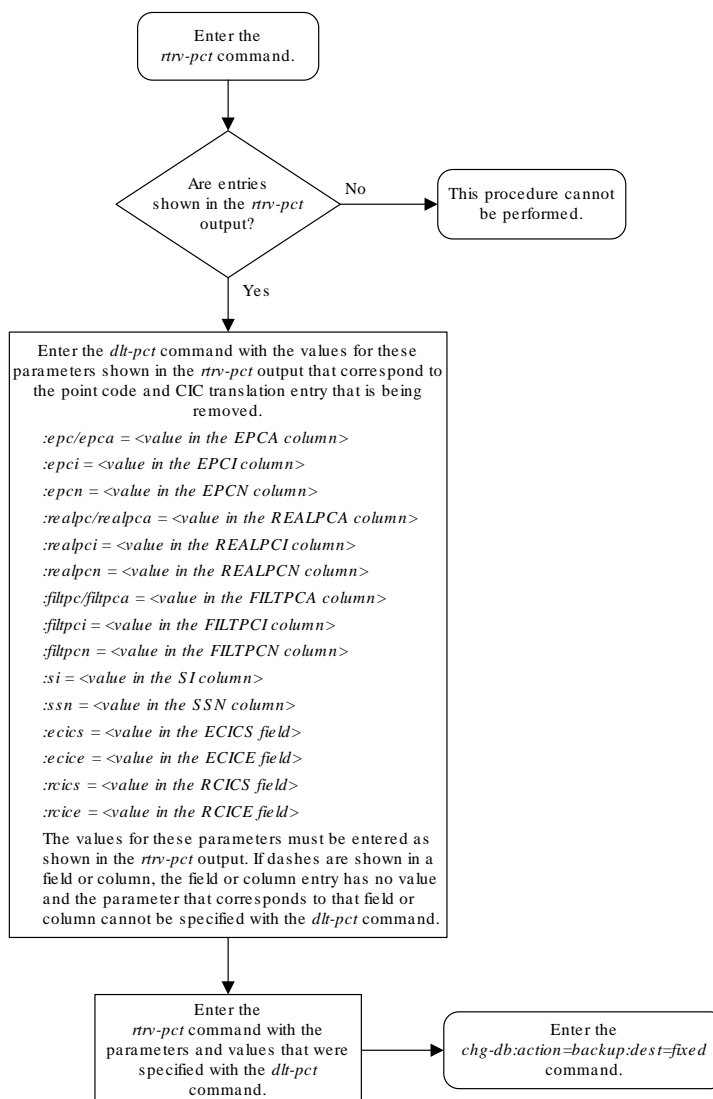 Enter the
rtrv-pct command.
Are entries
shown in the rtrv-pct
output?
No
This procedure cannot
be performed.
Yes
Enter the dlt-pct command with the values for these
parameters shown in the rtrv-pct output that correspond to
the point code and CIC translation entry that is being
removed.
:epc/epca = <value in the EPCA column>
:epci = <value in the EPCI column>
:epcn = <value in the EPCN column>
:realpc/realpca = <value in the REALPCA column>
:realpci = <value in the REALPCI column>
:realpcn = <value in the REALPCN column>
:filtpc/filtpca = <value in the FILTPCA column>
:filtpci = <value in the FILTPCI column>
:filtpcn = <value in the FILTPCN column>
:si = <value in the SI column>
:ssn = <value in the SSN column>
:ecics = <value in the ECICS field>
:ecice = <value in the ECICE field>
:rcics = <value in the RCICS field>
:rcice = <value in the RCICE field>
The values for these parameters must be entered as
shown in the rtrv-pct output. If dashes are shown in a
field or column, the field or column entry has no value
and the parameter that corresponds to that field or
column cannot be specified with the dlt-pct command.
Enter the
rtrv-pct command with the
parameters and values that were
specified with the dlt-pct
command.
Enter the
chg-db:action=backup:dest=fixed
command.